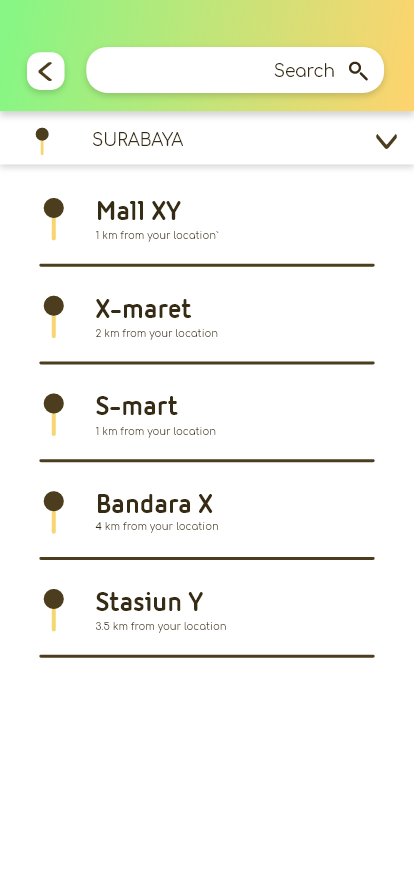 Search
SURABAYA
Mall XY
1 km from your location`
X-maret
2 km from your location
S-mart
1 km from your location
Bandara X
4 km from your location
Stasiun Y
3.5 km from your location